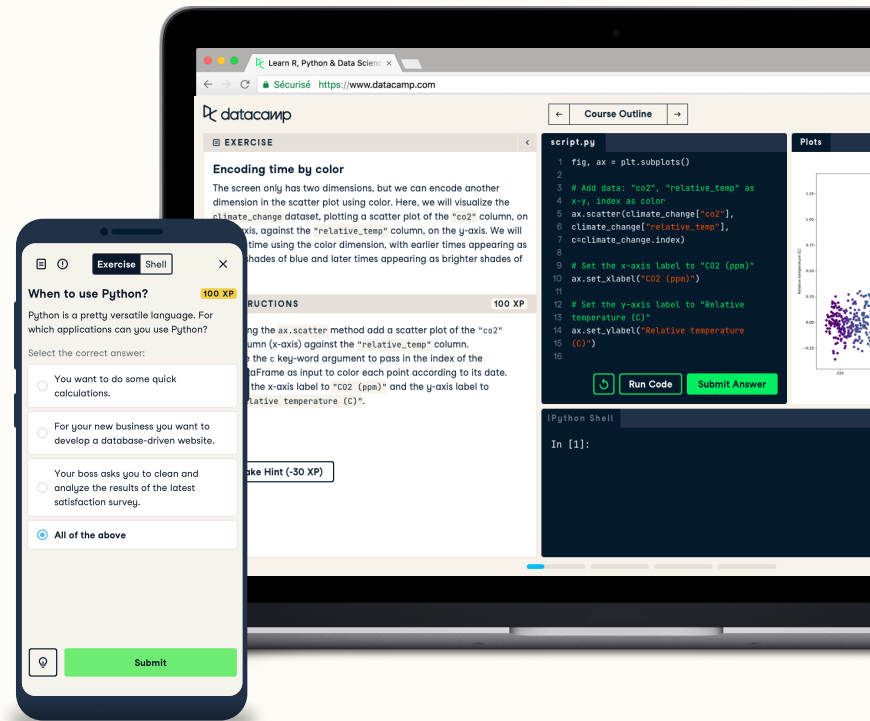 Learn R, Python & Data Scienc
Sécurisé https://www.datacamp.com
datacamp
Course Outline
EXERCISE
Encoding time by color
The screen only has two dimensions, but we can encode another
dimension in the scatter plot using color. Here, we will visualize the
climate_change dataset, plotting a scatter plot of the "co2" column, on
against the "relative_temp" column, on the y-axis. We will
time using the color dimension, with earlier times appearing as
shades of blue and later times appearing as brighter shades of
RUCTIONS
100 XP
ng the ax.scatter method add a scatter plot of the "co2"
umn (x-axis) against the "relative_temp" column.
the c key-word argument to pass in the index of the
aFrame as input to color each point according to its date.
the x-axis label to "CO2 (ppm)" and the y-axis label to
lative temperature (C)".
ake Hint (-30 XP)
script.py
1 fig, ax = plt.subplots()
2
3 # Add data: "co2", "relative_temp" as
4 x-y, index as color
5 ax.scatter(climate_change["co2"],
6 climate_change["relative_temp"],
7 c=climate_change.index)
8
9 # Set the x-axis label to "CO2 (ppm)"
10 ax.set_xlabel("CO2 (ppm)")
11
12 # Set the y-axis label to "Relative
13 temperature (C)"
14 ax.set_ylabel("Relative temperature
15 (C)")
16
Run Code
Submit Answer
IPython Shell
In [1]:
Plots
Relative temperature (C)
Exercise
Shell
When to use Python?
100 XP
Python is a pretty versatile language. For
which applications can you use Python?
Select the correct answer:
You want to do some quick
calculations.
For your new business you want to
develop a database-driven website.
Your boss asks you to clean and
analyze the results of the latest
satisfaction survey.
All of the above
Submit